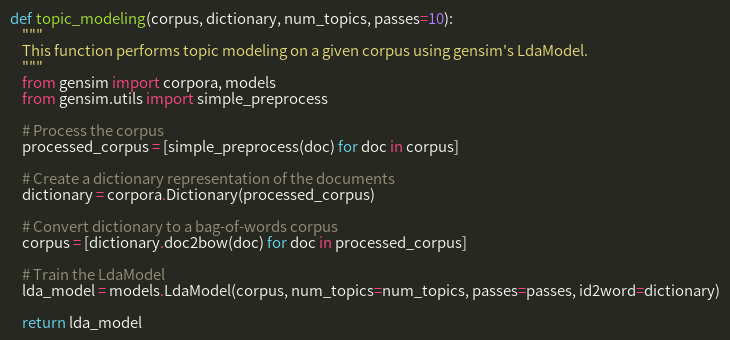 def topic_modeling(corpus, dictionary, num_topics, passes=10):
    """
    This function performs topic modeling on a given corpus using gensim's LdaModel.
    """
    from gensim import corpora, models
    from gensim.utils import simple_preprocess

    # Process the corpus
    processed_corpus = [simple_preprocess(doc) for doc in corpus]

    # Create a dictionary representation of the documents
    dictionary = corpora.Dictionary(processed_corpus)

    # Convert dictionary to a bag-of-words corpus
    corpus = [dictionary.doc2bow(doc) for doc in processed_corpus]

    # Train the LdaModel
    lda_model = models.LdaModel(corpus, num_topics=num_topics, passes=passes, id2word=dictionary)

    return lda_model